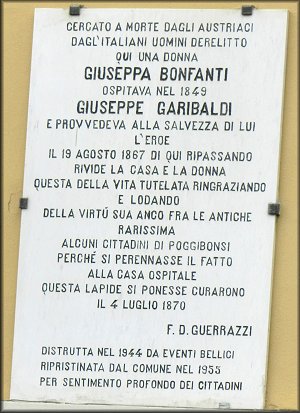 CERCATO A MORTE DAGLI AUSTRIACI
DAGL'ITALIANI UOMINI DERELITTO
QUI UNA DONNA
GIUSEPPA BONFANTI
OSPITAVA NEL 1849
GIUSEPPE GARIBALDI
E PROVVEDEVA ALLA SALVEZZA DI LUI
L'EROE
IL 19 AGOSTO 1867 DI QUI RIPASSANDO
RIVIDE LA CASA E LA DONNA
QUESTA DELLA VITA TUTELATA RINGRAZIANDO
E LODANDO
DELLA VIRTÚ SUA ANCO FRA LE ANTICHE
RARISSIMA
ALCUNI CITTADINI DI POGGIBONSI
PERCHÉ SI PERENNASSE IL FATTO
ALLA CASA OSPITALE
QUESTA LAPIDE SI PONESSE CURARONO
IL 4 LUGLIO 1870
F. D. GUERRAZZI
DISTRUTTA NEL 1944 DA EVENTI BELLICI
RIPRISTINATA DAL COMUNE NEL 1955
PER SENTIMENTO PROFONDO DEI CITTADINI